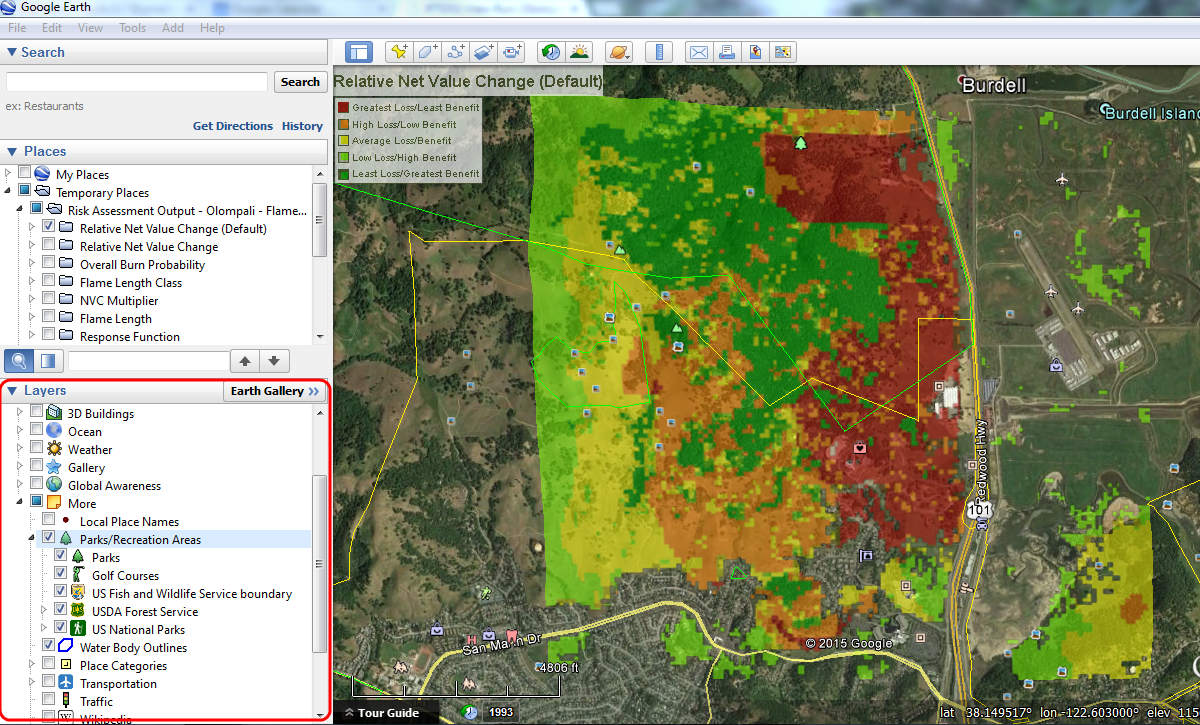 Google Earth
File Edit View Tools Add Help
Search
Search
ex: Restaurants
Get Directions History
Places
My Places
Temporary Places
Risk Assessment Output - Olompali - Flame...
Relative Net Value Change (Default)
Relative Net Value Change
Overall Burn Probability
Flame Length Class
NVC Multiplier
Flame Length
Response Function
Layers
Earth Gallery >>
3D Buildings
Ocean
Weather
Gallery
Global Awareness
More
Local Place Names
Parks/Recreation Areas
Parks
Golf Courses
US Fish and Wildlife Service boundary
USDA Forest Service
US National Parks
Water Body Outlines
Place Categories
Transportation
Traffic
Wikipedia
Relative Net Value Change (Default)
Greatest Loss/Least Benefit
High Loss/Low Benefit
Average Loss/Benefit
Low Loss/High Benefit
Least Loss/Greatest Benefit
Burdell
Burdell Islan
Redwood Hwy
101
San Marin Dr
© 2015 Google
4806 ft
Tour Guide
1993
lat 38.149517° lon -122.603000° elev 115